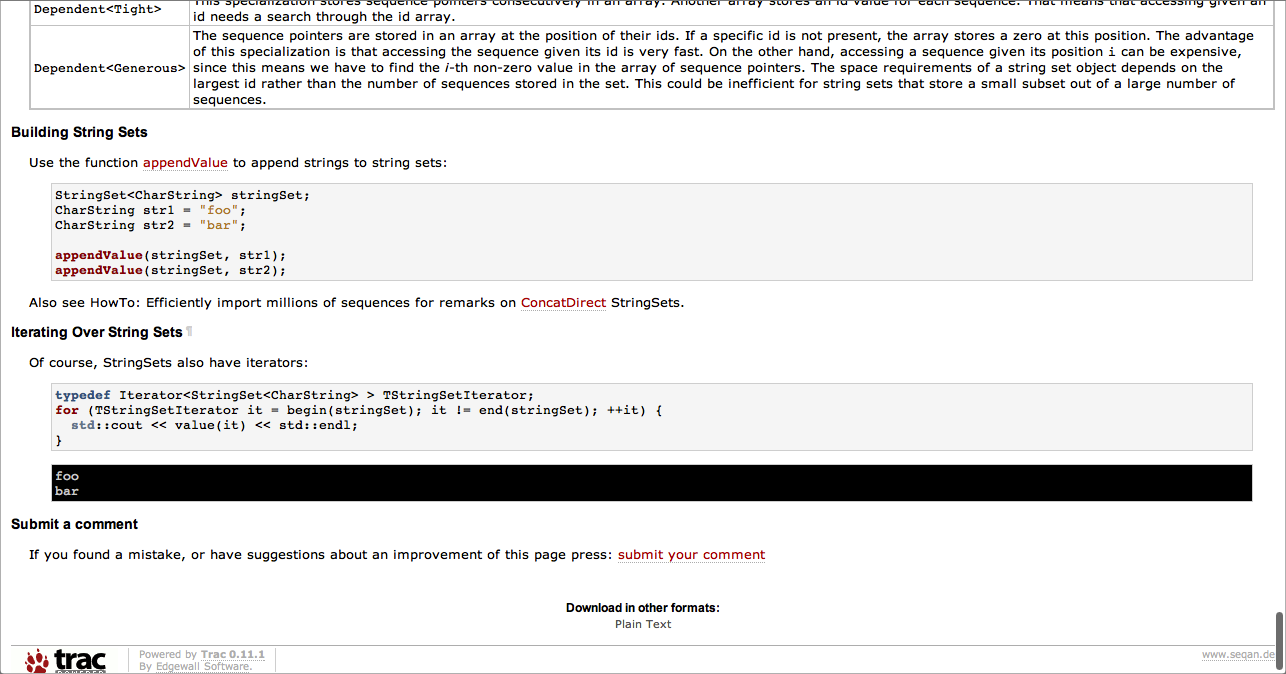 This specialization stores sequence pointers consecutively in an array. Another array stores an id value for each sequence. That means that accessing given an
Dependent<Tight>
id needs a search through the id array.
The sequence pointers are stored in an array at the position of their ids. If a specific id is not present, the array stores a zero at this position. The advantage
of this specialization is that accessing the sequence given its id is very fast. On the other hand, accessing a sequence given its position i can be expensive,
Dependent<Generous> since this means we have to find the i-th non-zero value in the array of sequence pointers. The space requirements of a string set object depends on the
largest id rather than the number of sequences stored in the set. This could be inefficient for string sets that store a small subset out of a large number of
sequences.
Building String Sets
Use the function appendValue to append strings to string sets:
StringSet<CharString> stringSet;
CharString str1 = "foo";
CharString str2 = "bar";
appendValue(stringSet, str1);
appendValue(stringSet, str2);
Also see HowTo: Efficiently import millions of sequences for remarks on ConcatDirect StringSets.
Iterating Over String Sets ¶
Of course, StringSets also have iterators:
typedef Iterator<StringSet<CharString> > TStringSetIterator;
for (TStringSetIterator it = begin(stringSet); it != end(stringSet); ++it) {
  std::cout << value(it) << std::endl;
}
foo
bar
Submit a comment
If you found a mistake, or have suggestions about an improvement of this page press: submit your comment
Download in other formats:
Plain Text
trac
Powered by Trac 0.11.1
By Edgewall Software.
www.seqan.de